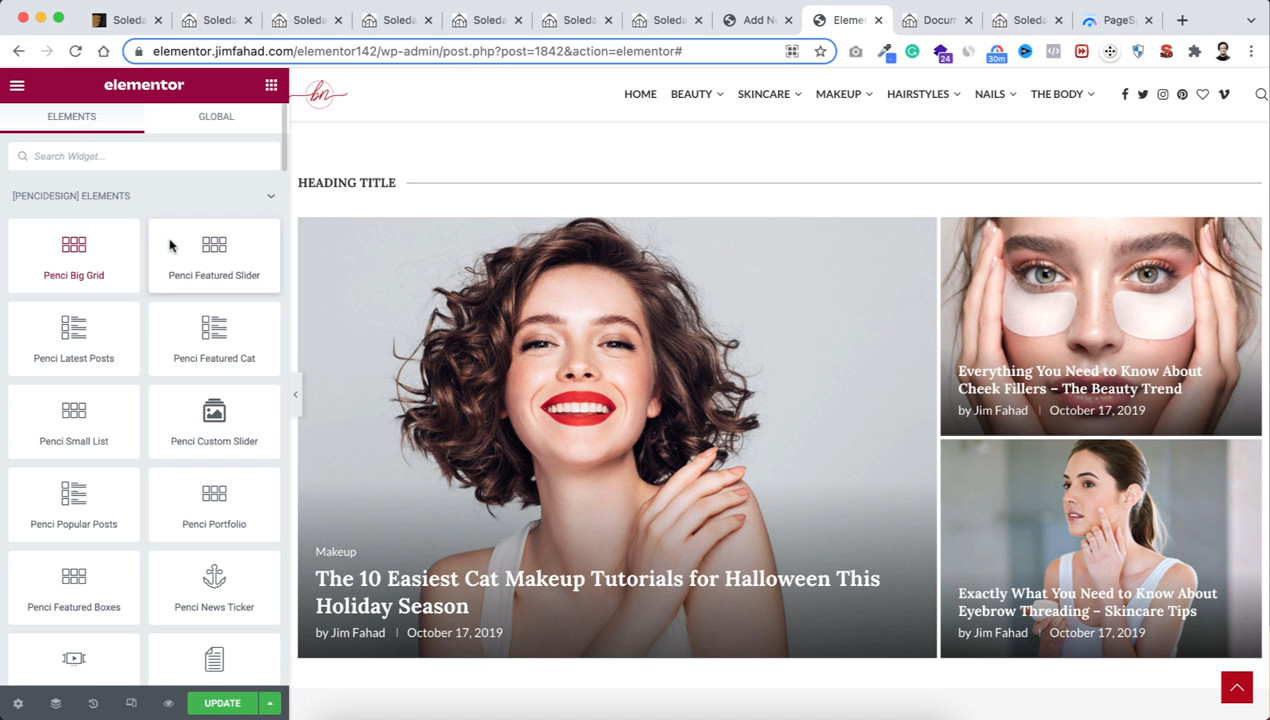 Soleda
Soleda
Soleda
Soleda
Soleda
Soleda
Soleda
Add N
Eleme
Docum
Soleda
PageS
elementor.jimfahad.com/elementor142/wp-admin/post.php?post=1842&action=elementor#
24
30m
elementor
ELEMENTS
GLOBAL
Search Widget...
[PENCIDESIGN] ELEMENTS
Penci Big Grid
Penci Featured Slider
Penci Latest Posts
Penci Featured Cat
Penci Small List
Penci Custom Slider
Penci Popular Posts
Penci Portfolio
Penci Featured Boxes
Penci News Ticker
UPDATE
bn
HOME
BEAUTY
SKINCARE
MAKEUP
HAIRSTYLES
NAILS
THE BODY
HEADING TITLE
Makeup
The 10 Easiest Cat Makeup Tutorials for Halloween This
Holiday Season
by Jim Fahad
October 17, 2019
Everything You Need to Know About
Cheek Fillers – The Beauty Trend
by Jim Fahad
October 17, 2019
Exactly What You Need to Know About
Eyebrow Threading – Skincare Tips
by Jim Fahad
October 17, 2019